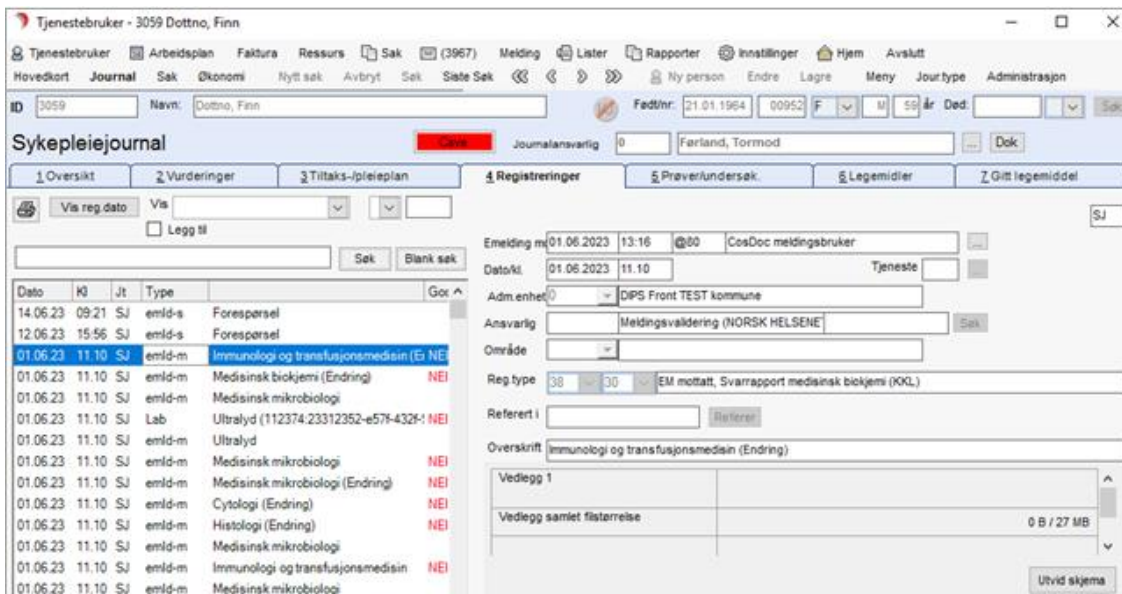 Tjenestebruker - 3059 Dottno, Finn
Tjenestebruker Arbeidsplan Faktura Ressurs Sak (3967) Melding Lister Rapporter Innstillinger Hjem Avslutt
Hovedkort Journal Sak Økonomi Nytt søk Avbryt Søk Siste Søk Ny person Endre Lagre Meny Jour.type Administrasjon
ID 3059 Navn: Dottno, Finn Født/nr: 21.01.1964 00952 F M 59 år Død: Søk
Sykepleiejournal Cave Journalansvarlig 0 Førland, Tormod ... Dok
1 Oversikt 2 Vurderinger 3 Tiltaks-/pleieplan 4 Registreringer 5 Prøver/undersøk. 6 Legemidler 7 Gitt legemiddel
Vis reg.dato Vis
Legg til
Søk Blank søk
Dato Kl Jt Type Go
14.06.23 09:21 SJ emld-s Forespørsel
12.06.23 15:56 SJ emld-s Forespørsel
01.06.23 11.10 SJ emld-m Immunologi og transfusjonsmedisin (E NEI
01.06.23 11.10 SJ emld-m Medisinsk biokjemi (Endring) NEI
01.06.23 11.10 SJ emld-m Medisinsk mikrobiologi
01.06.23 11.10 SJ Lab Ultralyd (112374:23312352-e57f-432f- NEI
01.06.23 11.10 SJ emld-m Ultralyd
01.06.23 11.10 SJ emld-m Medisinsk mikrobiologi NEI
01.06.23 11.10 SJ emld-m Medisinsk mikrobiologi (Endring) NEI
01.06.23 11.10 SJ emld-m Cytologi (Endring) NEI
01.06.23 11.10 SJ emld-m Histologi (Endring) NEI
01.06.23 11.10 SJ emld-m Medisinsk mikrobiologi
01.06.23 11.10 SJ emld-m Immunologi og transfusjonsmedisin NEI
01.06.23 11.10 SJ emld-m Medisinsk mikrobiologi
SJ
Emelding m 01.06.2023 13:16 @80 CosDoc meldingsbruker ...
Dato/kl. 01.06.2023 11.10 Tjeneste
Adm.enhet 0 DIPS Front TEST kommune
Ansvarlig Meldingsvalidering (NORSK HELSENE Søk
Område
Reg.type 38 30 EM mottatt, Svarrapport medisinsk biokjemi (KKL)
Referert i Referer
Overskrift Immunologi og transfusjonsmedisin (Endring)
Vedlegg 1
Vedlegg samlet filstørrelse 0 B / 27 MB
Utvid skjema